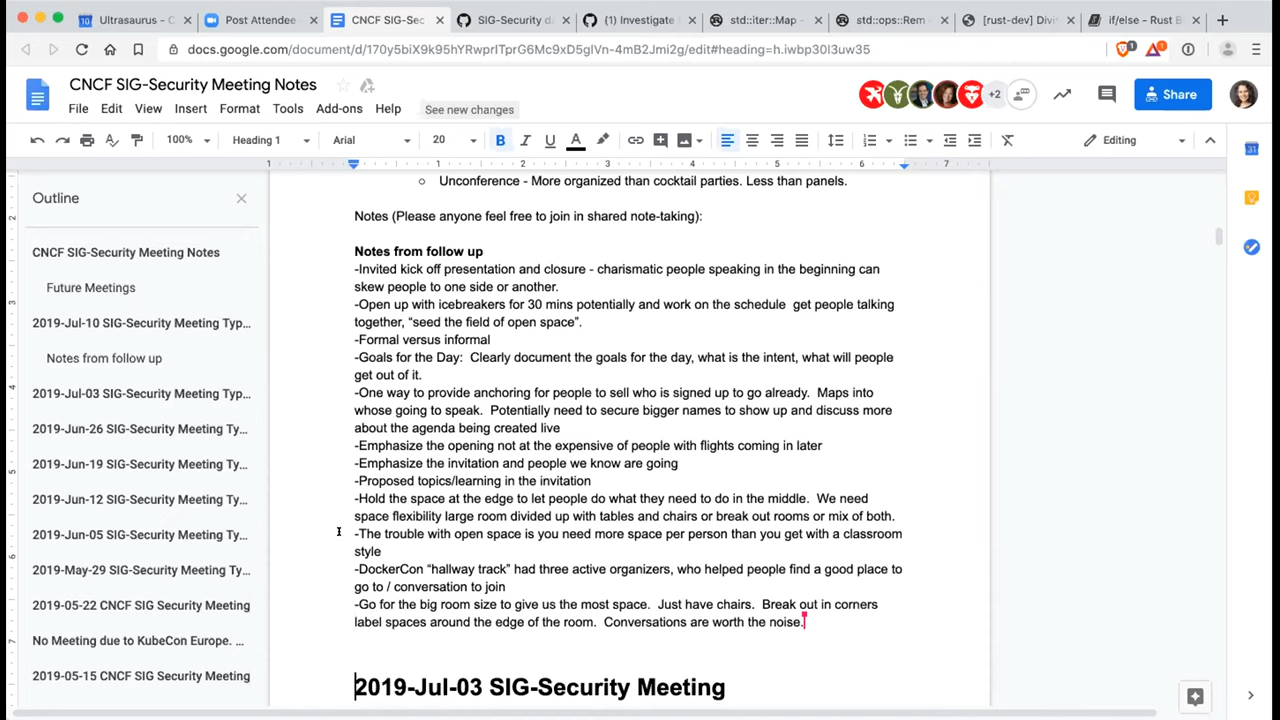 Ultrasaurus - C
Post Attendee
CNCF SIG-Sec
SIG-Security d
(1) Investigate
std::iter::Map -
std::ops::Rem
[rust-dev] Divi
if/else - Rust B
docs.google.com/document/d/170y5biX9k95hYRwprlTprG6Mc9xD5glVn-4mB2Jmi2g/edit#heading=h.iwbp30l3uw35
1
1
CNCF SIG-Security Meeting Notes
File Edit View Insert Format Tools Add-ons Help See new changes
+2
Share
100% Heading 1 Arial 20 B I U A Editing
1 1 2 3 4 5 6 7
31
Outline
CNCF SIG-Security Meeting Notes
Future Meetings
2019-Jul-10 SIG-Security Meeting Typ...
Notes from follow up
2019-Jul-03 SIG-Security Meeting Typ...
2019-Jun-26 SIG-Security Meeting Ty...
2019-Jun-19 SIG-Security Meeting Ty...
2019-Jun-12 SIG-Security Meeting Ty...
2019-Jun-05 SIG-Security Meeting Ty...
2019-May-29 SIG-Security Meeting Ty...
2019-05-22 CNCF SIG Security Meeting
No Meeting due to KubeCon Europe. ...
2019-05-15 CNCF SIG Security Meeting
2
3
4
5
6
7
Unconference - More organized than cocktail parties. Less than panels.
Notes (Please anyone feel free to join in shared note-taking):
Notes from follow up
-Invited kick off presentation and closure - charismatic people speaking in the beginning can
skew people to one side or another.
-Open up with icebreakers for 30 mins potentially and work on the schedule get people talking
together, “seed the field of open space”.
-Formal versus informal
-Goals for the Day: Clearly document the goals for the day, what is the intent, what will people
get out of it.
-One way to provide anchoring for people to sell who is signed up to go already. Maps into
whose going to speak. Potentially need to secure bigger names to show up and discuss more
about the agenda being created live
-Emphasize the opening not at the expensive of people with flights coming in later
-Emphasize the invitation and people we know are going
-Proposed topics/learning in the invitation
-Hold the space at the edge to let people do what they need to do in the middle. We need
space flexibility large room divided up with tables and chairs or break out rooms or mix of both.
-The trouble with open space is you need more space per person than you get with a classroom
style
-DockerCon “hallway track” had three active organizers, who helped people find a good place to
go to / conversation to join
-Go for the big room size to give us the most space. Just have chairs. Break out in corners
label spaces around the edge of the room. Conversations are worth the noise.
2019-Jul-03 SIG-Security Meeting